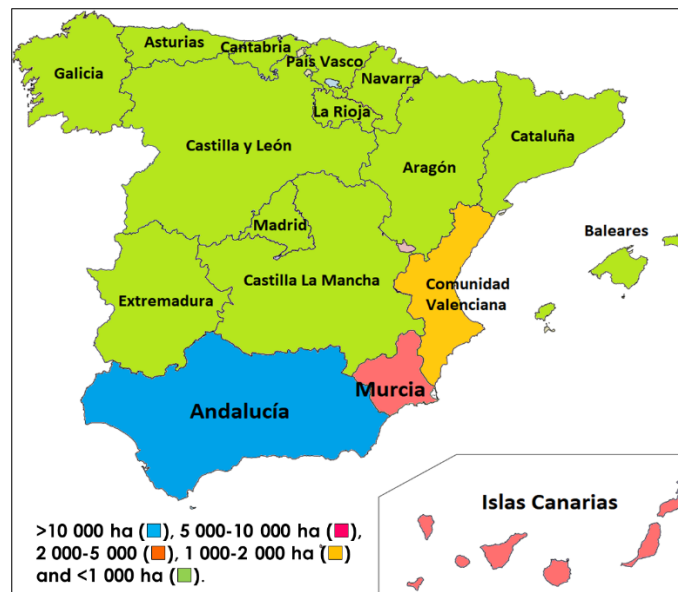 Asturias
Cantabria
País Vasco
Galicia
Navarra
La Rioja
Cataluña
Castilla y León
Aragón
Madrid
Baleares
Castilla La Mancha
Comunidad
Valenciana
Extremadura
Murcia
Andalucía
Islas Canarias
>10 000 ha (), 5 000-10 000 ha (),
2 000-5 000 (), 1 000-2 000 ha ()
and <1 000 ha ().